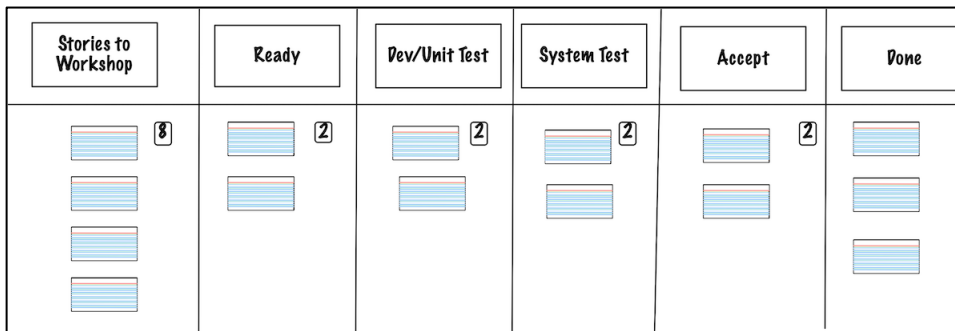 Stories to
Workshop
Ready
Dev/Unit Test
System Test
Accept
Done
8
2
2
2
2